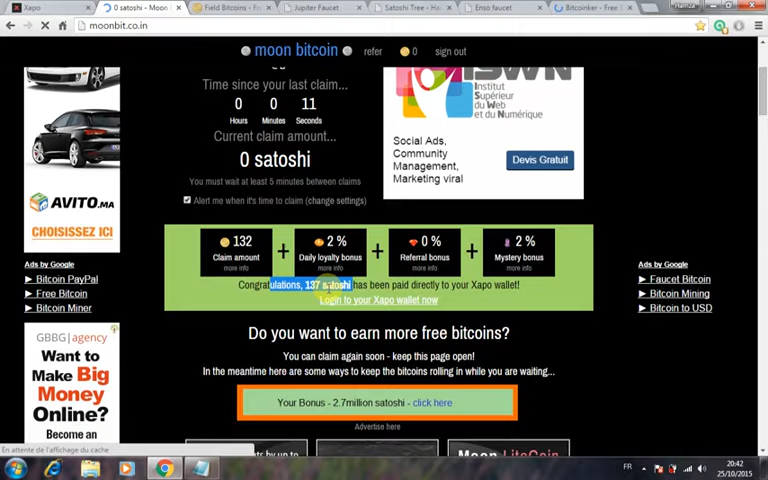 Xapo
0 satoshi - Moon Bit
Field Bitcoins - Fr
Jupiter Faucet
Satoshi Tree - H
Enso faucet
Bitcoinker - Free B
moonbit.co.in
moon bitcoin
refer
0
sign out
Time since your last claim...
0 0 11
Hours Minutes Seconds
Current claim amount...
0 satoshi
You must wait at least 5 minutes between claims
Alert me when it's time to claim (change settings)
ISWN
Institut
Supérieur
du Web
et du Numérique
Social Ads,
Community
Management,
Marketing viral
Devis Gratuit
AVITO.MA
CHOISISSEZ ICI
Ads by Google
Bitcoin PayPal
Free Bitcoin
Bitcoin Miner
132 + 2 % + 0 % + 2 %
Claim amount Daily loyalty bonus Referral bonus Mystery bonus
more info more info more info more info
Congratulations, 137 satoshi has been paid directly to your Xapo wallet!
Login to your Xapo wallet now
Ads by Google
Faucet Bitcoin
Bitcoin Mining
Bitcoin to USD
Do you want to earn more free bitcoins?
You can claim again soon - keep this page open!
In the meantime here are some ways to keep the bitcoins rolling in while you are waiting...
Your Bonus - 2.7million satoshi - click here
Advertise here
GBBG|agency
Want to
Make Big
Money
Online?
Become an
Moon LiteCoin
En attente de l'affichage du cache
FR
20:42
25/10/2015